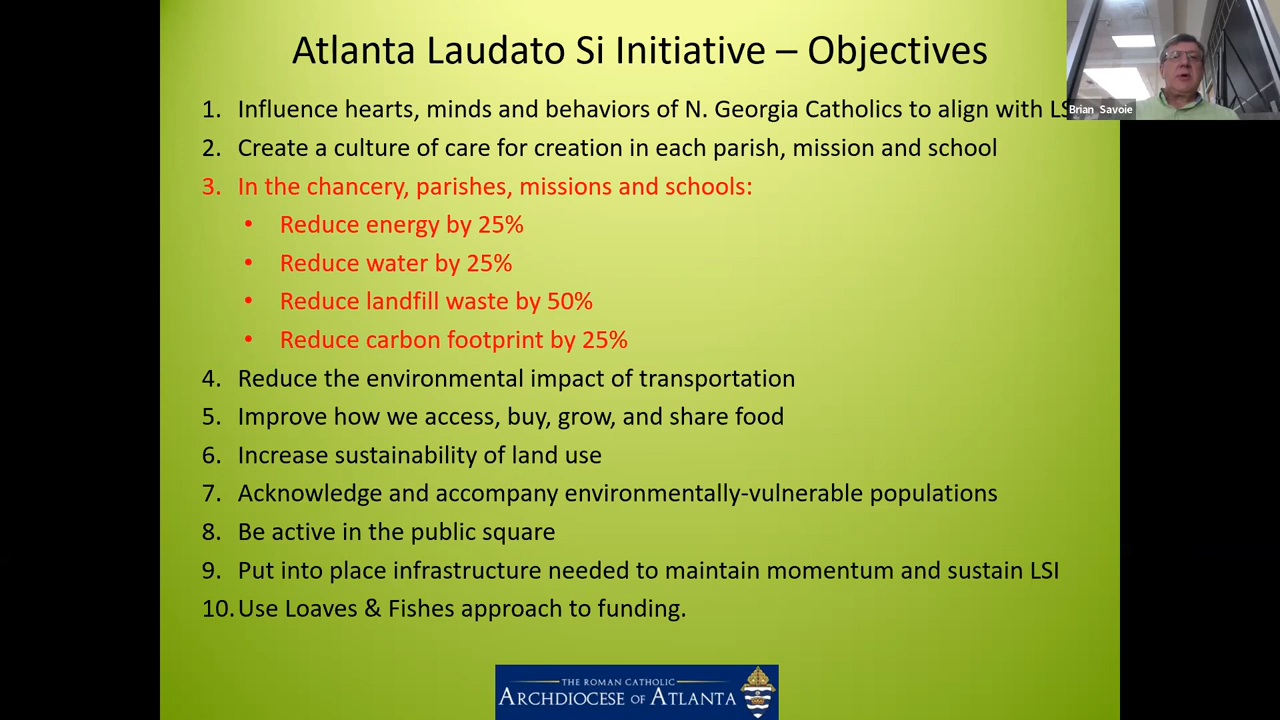 Atlanta Laudato Si Initiative – Objectives
1. Influence hearts, minds and behaviors of N. Georgia Catholics to align with LS
Brian Savoie
2. Create a culture of care for creation in each parish, mission and school
3. In the chancery, parishes, missions and schools:
• Reduce energy by 25%
• Reduce water by 25%
• Reduce landfill waste by 50%
• Reduce carbon footprint by 25%
4. Reduce the environmental impact of transportation
5. Improve how we access, buy, grow, and share food
6. Increase sustainability of land use
7. Acknowledge and accompany environmentally-vulnerable populations
8. Be active in the public square
9. Put into place infrastructure needed to maintain momentum and sustain LSI
10. Use Loaves & Fishes approach to funding.
THE ROMAN CATHOLIC
ARCHDIOCESE OF ATLANTA